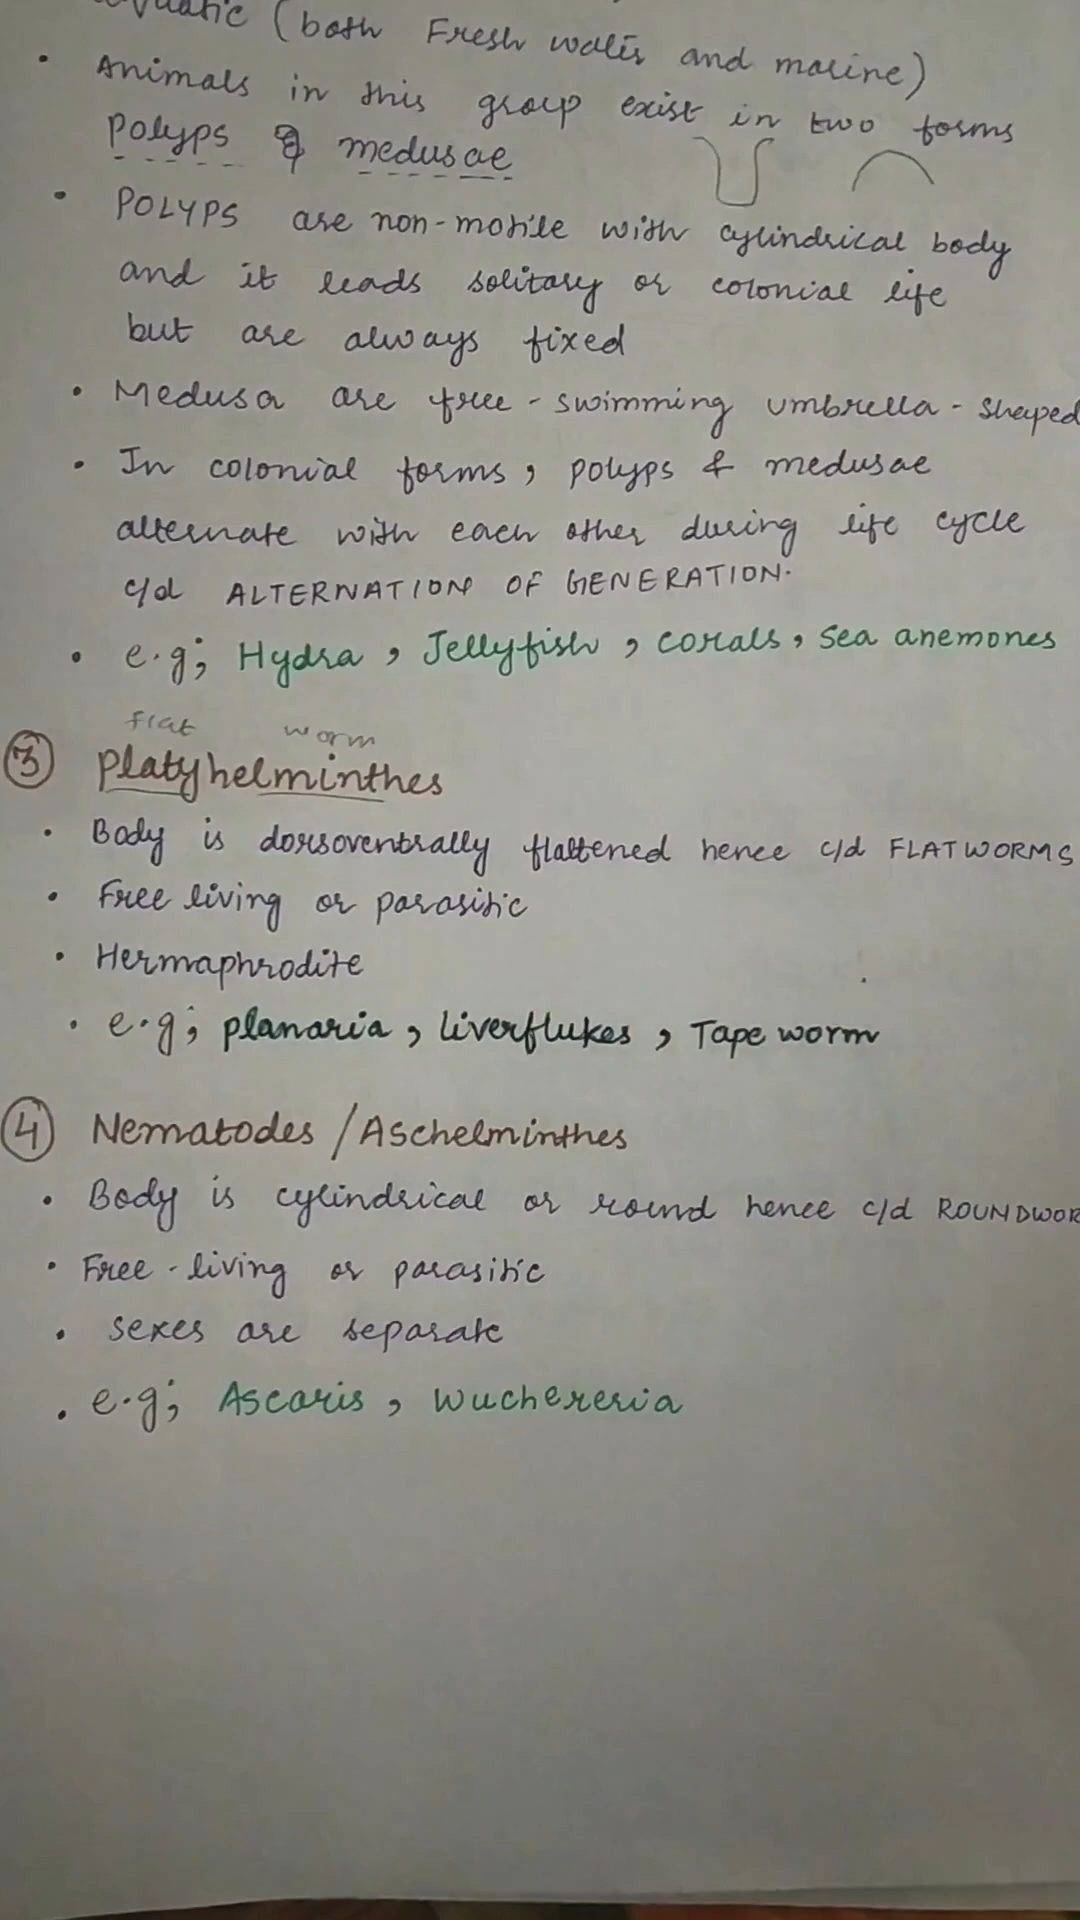 (both Fresh water and marine)
• Animals in this group exist in two forms
Polyps & medusae
• POLYPS are non-motile with cylindrical body
and it leads solitary or colonial life
but are always fixed
• Medusa are free-swimming umbrella-shaped
• In colonial forms, polyps & medusae
alternate with each other during life cycle
c/d ALTERNATION OF GENERATION.
• e.g; Hydra, Jellyfish, corals, Sea anemones
flat worm
③ Platyhelminthes
• Body is dorsoventrally flattened hence c/d FLATWORMS
• Free living or parasitic
• Hermaphrodite
• e.g; planaria, liverflukes, Tape worm
④ Nematodes/Aschelminthes
• Body is cylindrical or round hence c/d ROUNDWOR
• Free-living or parasitic
• sexes are separate
• e.g; Ascaris, wuchereria